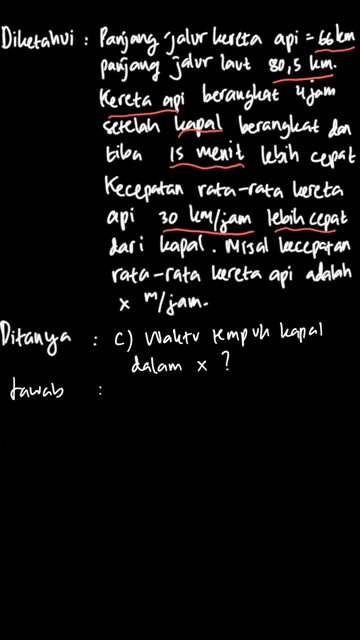 Diketahui : Panjang jalur kereta api = 66 km
panjang jalur laut 80,5 km.
Kereta api berangkat 4 jam
setelah kapal berangkat dan
tiba 15 menit lebih cepat
Kecepatan rata-rata kereta
api 30 km/jam lebih cepat
dari kapal. Misal kecepatan
rata-rata kereta api adalah
x m/jam.
Ditanya : c) Waktu tempuh kapal
dalam x ?
Jawab :